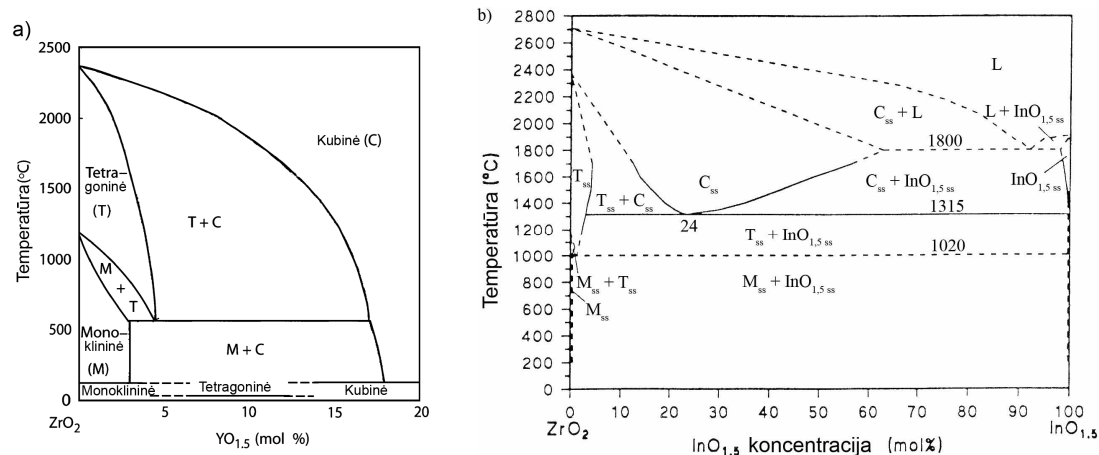 a)
2500
2000
1500
1000
500
0
Temperatūra(°C)
Tetra-
goninė
(T)
Kubinė (C)
T + C
M
+
T
Mono-
klininė
(M)
M + C
Monoklininė
Tetragoninė
Kubinė
5
10
15
20
ZrO2
YO1.5 (mol %)
b)
2800
2600
2400
2200
2000
1800
1600
1400
1200
1000
800
600
400
200
0
Temperatūra (°C)
L
Css + L
L + InO1,5 ss
1800
Tss
Css
Css + InO1,5 ss
InO1,5 ss
Tss + Css
1315
24
Tss + InO1,5 ss
1020
Mss + Tss
Mss + InO1,5 ss
Mss
0 10 20 30 40 50 60 70 80 90 100
ZrO2
InO1.5
InO1.5 koncentracija (mol%)